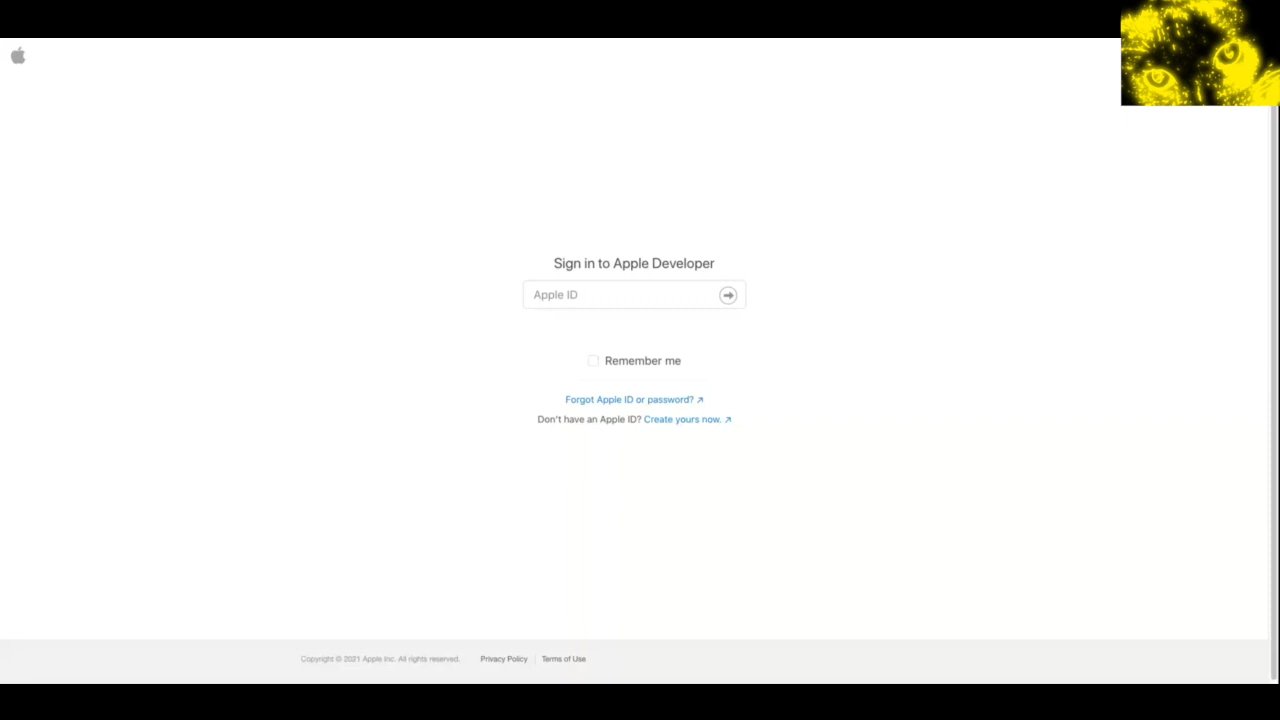 Sign in to Apple Developer
Apple ID
Remember me
Forgot Apple ID or password? ↗
Don't have an Apple ID? Create yours now. ↗
Copyright © 2021 Apple Inc. All rights reserved. Privacy Policy Terms of Use